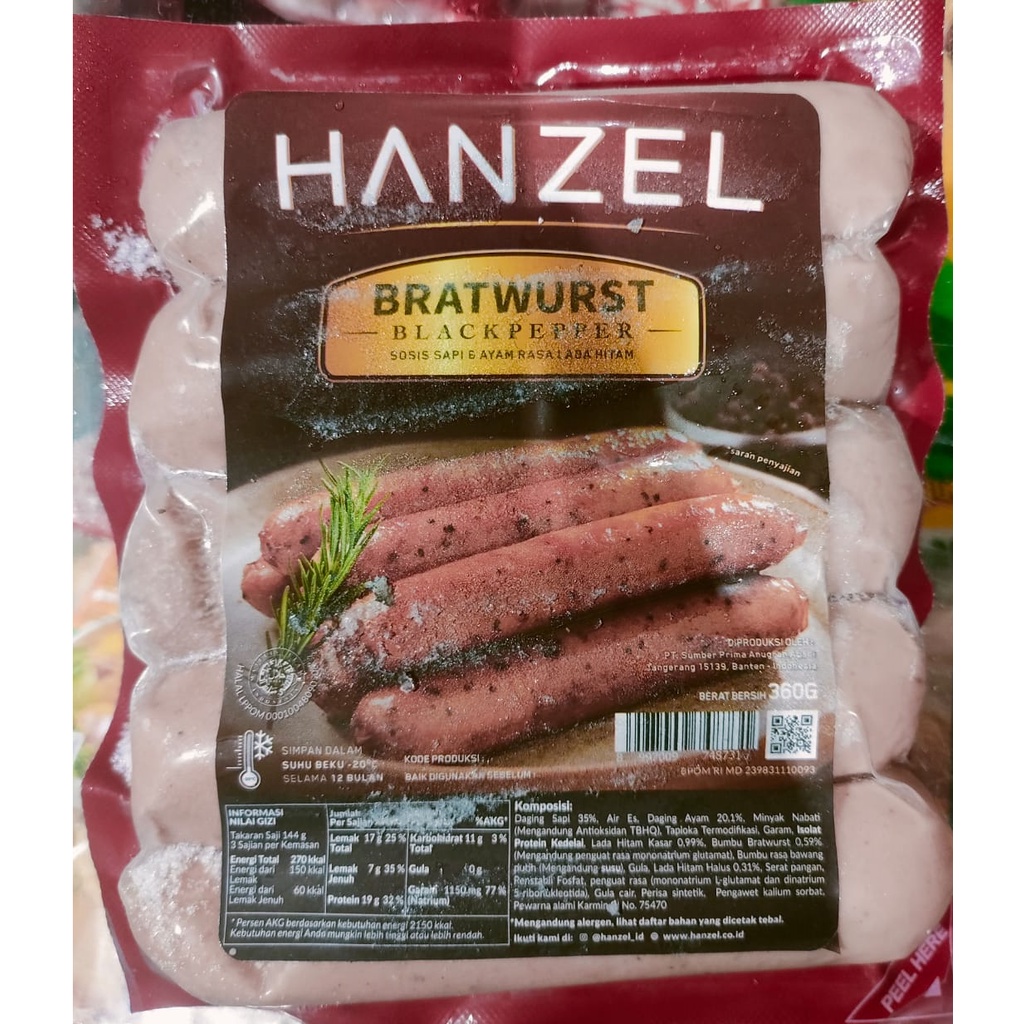 HANZEL
BRATWURST
BLACKPEPPER
SOSIS SAPI & AYAM RASA LADA HITAM
saran penyajian
DIPRODUKSI OLEH :
PT. Sumber Prima
Tangerang 15139, Banten - Indonesia
BERAT BERSIH 360G
BPOM RI MD 239831110093
HALAL LPPOM
SIMPAN DALAM
SUHU BEKU -20°C
SELAMA 12 BULAN
KODE PRODUKSI :
BAIK DIGUNAKAN SEBELUM :
INFORMASI
NILAI GIZI
Takaran Saji 144 g
3 Sajian per Kemasan
Energi Total 270 kkal
Energi dari 150 kkal
Lemak
Energi dari 60 kkal
Lemak Jenuh
Jumlah
Per Sajian %AKG*
Lemak 17 g 25 % Karbohidrat 11 g 3 %
Total Total
Lemak 7 g 35 % Gula 0 g
Jenuh
Garam 1150 mg 77 %
Protein 19 g 32 % (Natrium)
*Persen AKG berdasarkan kebutuhan energi 2150 kkal.
Kebutuhan energi Anda mungkin lebih tinggi atau lebih rendah.
Komposisi:
Daging Sapi 35%, Air Es, Daging Ayam 20.1%, Minyak Nabati
(Mengandung Antioksidan TBHQ), Tapioka Termodifikasi, Garam, Isolat
Protein Kedelai, Lada Hitam Kasar 0,99%, Bumbu Bratwurst 0,59%
(Mengandung penguat rasa mononatrium glutamat), Bumbu rasa bawang
putih (Mengandung susu), Gula, Lada Hitam Halus 0,31%, Serat pangan,
Penstabil Fosfat, penguat rasa (mononatrium L-glutamat dan dinatrium
5-ribonukleotida), Gula cair, Perisa sintetik, Pengawet kalium sorbat,
Pewarna alami Karmin CI No. 75470
*Mengandung alergen, lihat daftar bahan yang dicetak tebal.
Ikuti kami di: @hanzel_id www.hanzel.co.id
PEEL HERE